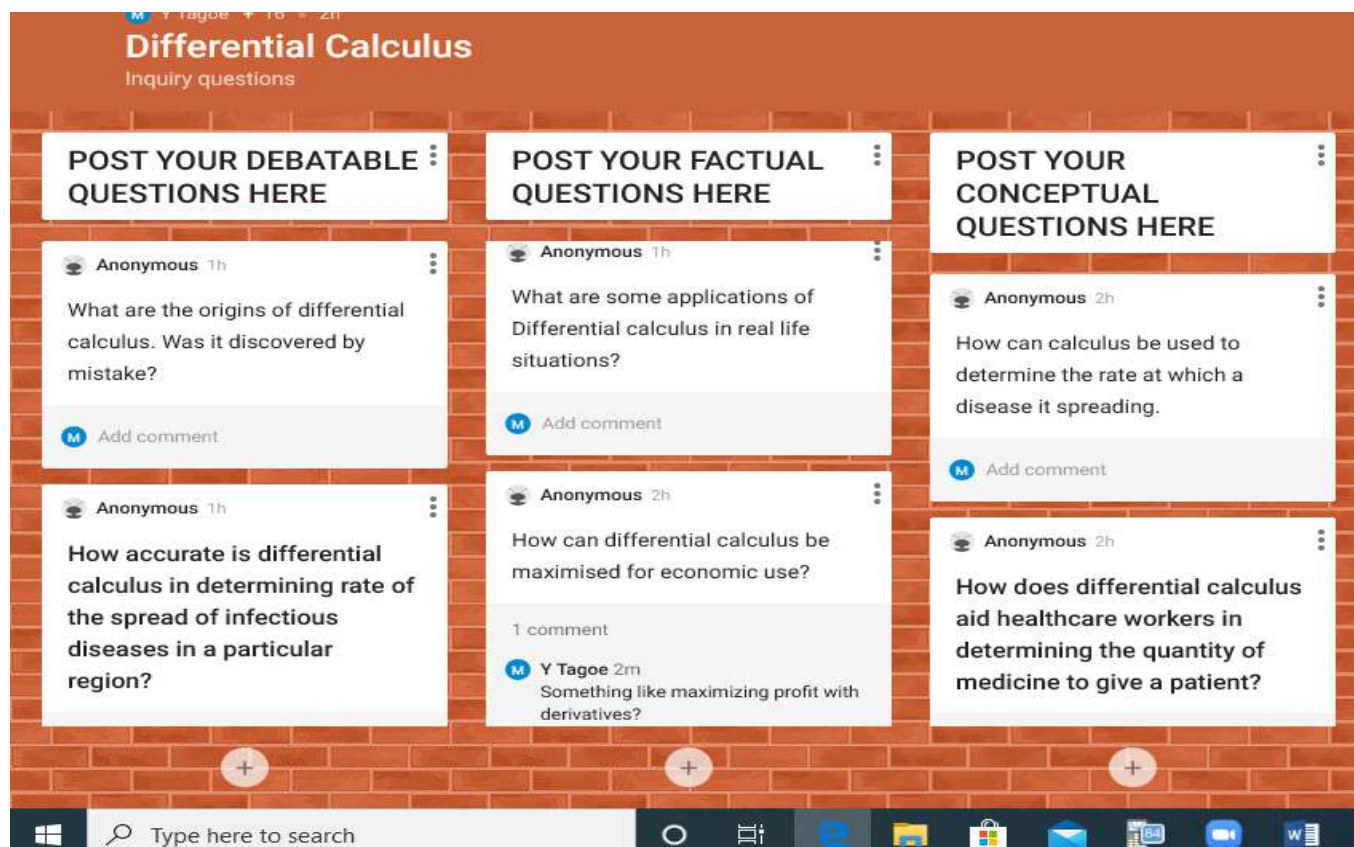 Y Tagoe + 16 • 2h
Differential Calculus
Inquiry questions
POST YOUR DEBATABLE
QUESTIONS HERE
Anonymous 1h
What are the origins of differential
calculus. Was it discovered by
mistake?
M Add comment
Anonymous 1h
How accurate is differential
calculus in determining rate of
the spread of infectious
diseases in a particular
region?
+
POST YOUR FACTUAL
QUESTIONS HERE
Anonymous 1h
What are some applications of
Differential calculus in real life
situations?
M Add comment
Anonymous 2h
How can differential calculus be
maximised for economic use?
1 comment
M Y Tagoe 2m
Something like maximizing profit with
derivatives?
+
POST YOUR
CONCEPTUAL
QUESTIONS HERE
Anonymous 2h
How can calculus be used to
determine the rate at which a
disease it spreading.
M Add comment
Anonymous 2h
How does differential calculus
aid healthcare workers in
determining the quantity of
medicine to give a patient?
+
Type here to search
84
W